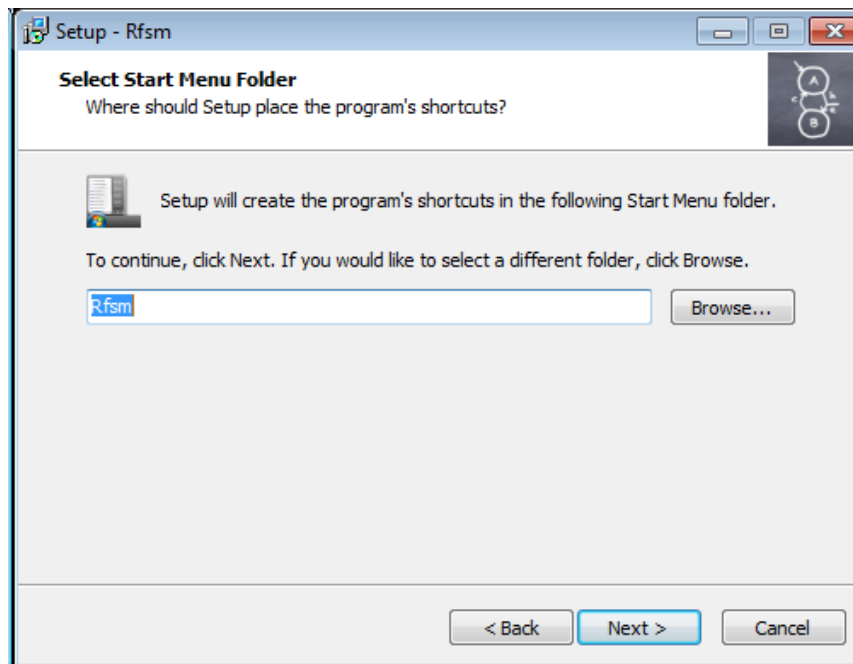 Setup - Rfsm
Select Start Menu Folder
Where should Setup place the program's shortcuts?
A
B
Setup will create the program's shortcuts in the following Start Menu folder.
To continue, click Next. If you would like to select a different folder, click Browse.
Rfsm
Browse...
< Back
Next >
Cancel